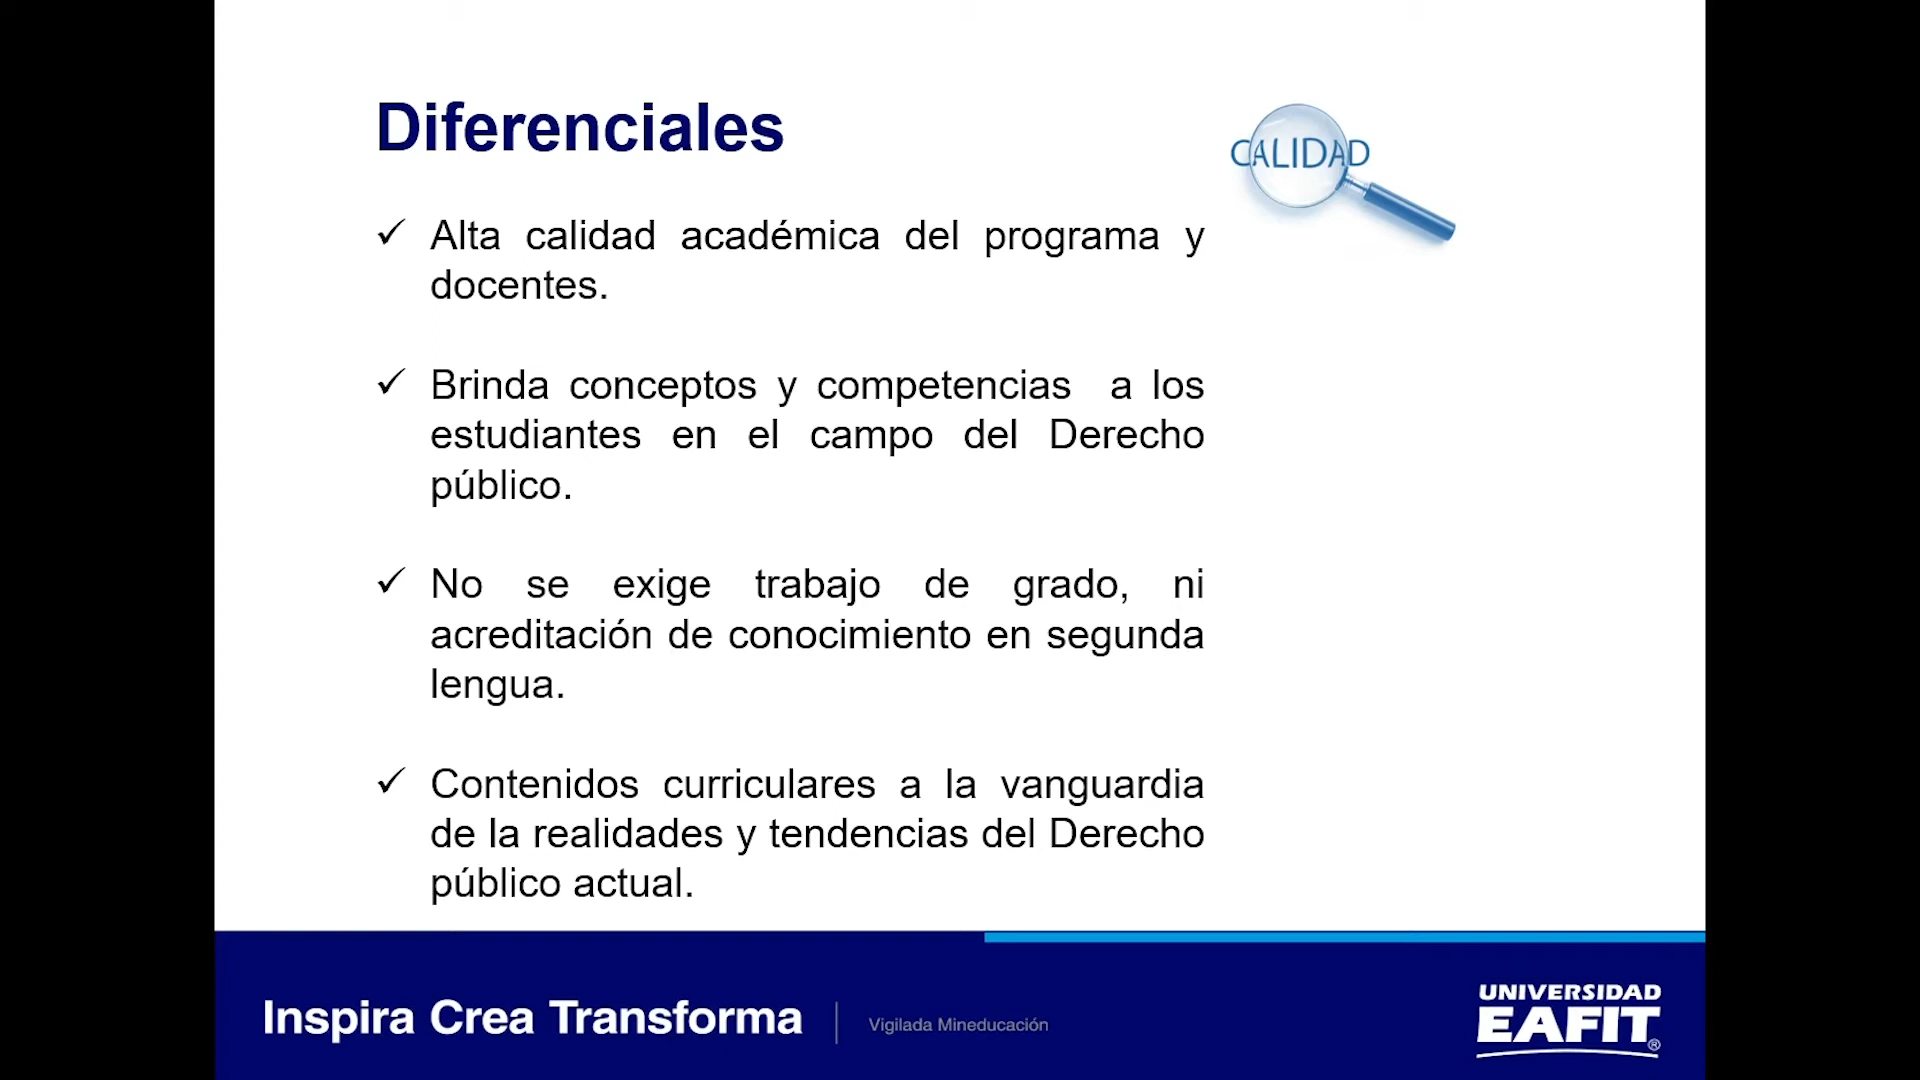 Diferenciales
CALIDAD
✓ Alta calidad académica del programa y
docentes.
✓ Brinda conceptos y competencias a los
estudiantes en el campo del Derecho
público.
✓ No se exige trabajo de grado, ni
acreditación de conocimiento en segunda
lengua.
✓ Contenidos curriculares a la vanguardia
de la realidades y tendencias del Derecho
público actual.
Inspira Crea Transforma
Vigilada Mineducación
UNIVERSIDAD
EAFIT®